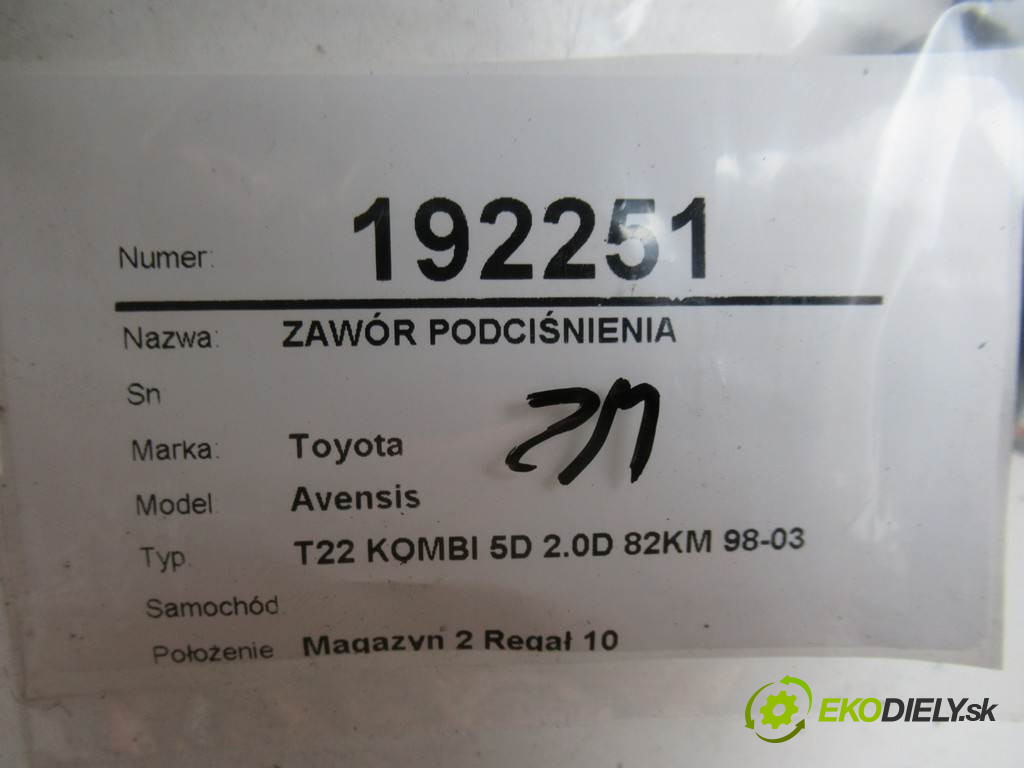 Numer: 192251
Nazwa: ZAWÓR PODCIŚNIENIA
Sn
Marka: Toyota
Model Avensis
Typ. T22 KOMBI 5D 2.0D 82KM 98-03
Samochód
Położenie Magazyn 2 Regał 10
EKODIELY.sk